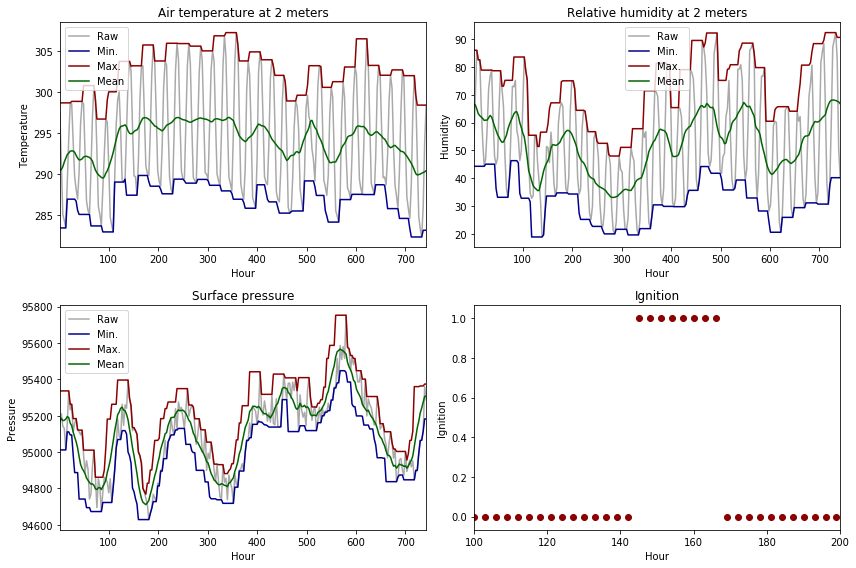 Air temperature at 2 meters
Raw
Min.
Max.
Mean
305
300
295
290
285
Temperature
100 200 300 400 500 600 700
Hour
Relative humidity at 2 meters
Raw
Min.
Max.
Mean
90
80
70
60
50
40
30
20
Humidity
100 200 300 400 500 600 700
Hour
Surface pressure
Raw
Min.
Max.
Mean
95800
95600
95400
95200
95000
94800
94600
Pressure
100 200 300 400 500 600 700
Hour
Ignition
1.0
0.8
0.6
0.4
0.2
0.0
Ignition
100 120 140 160 180 200
Hour